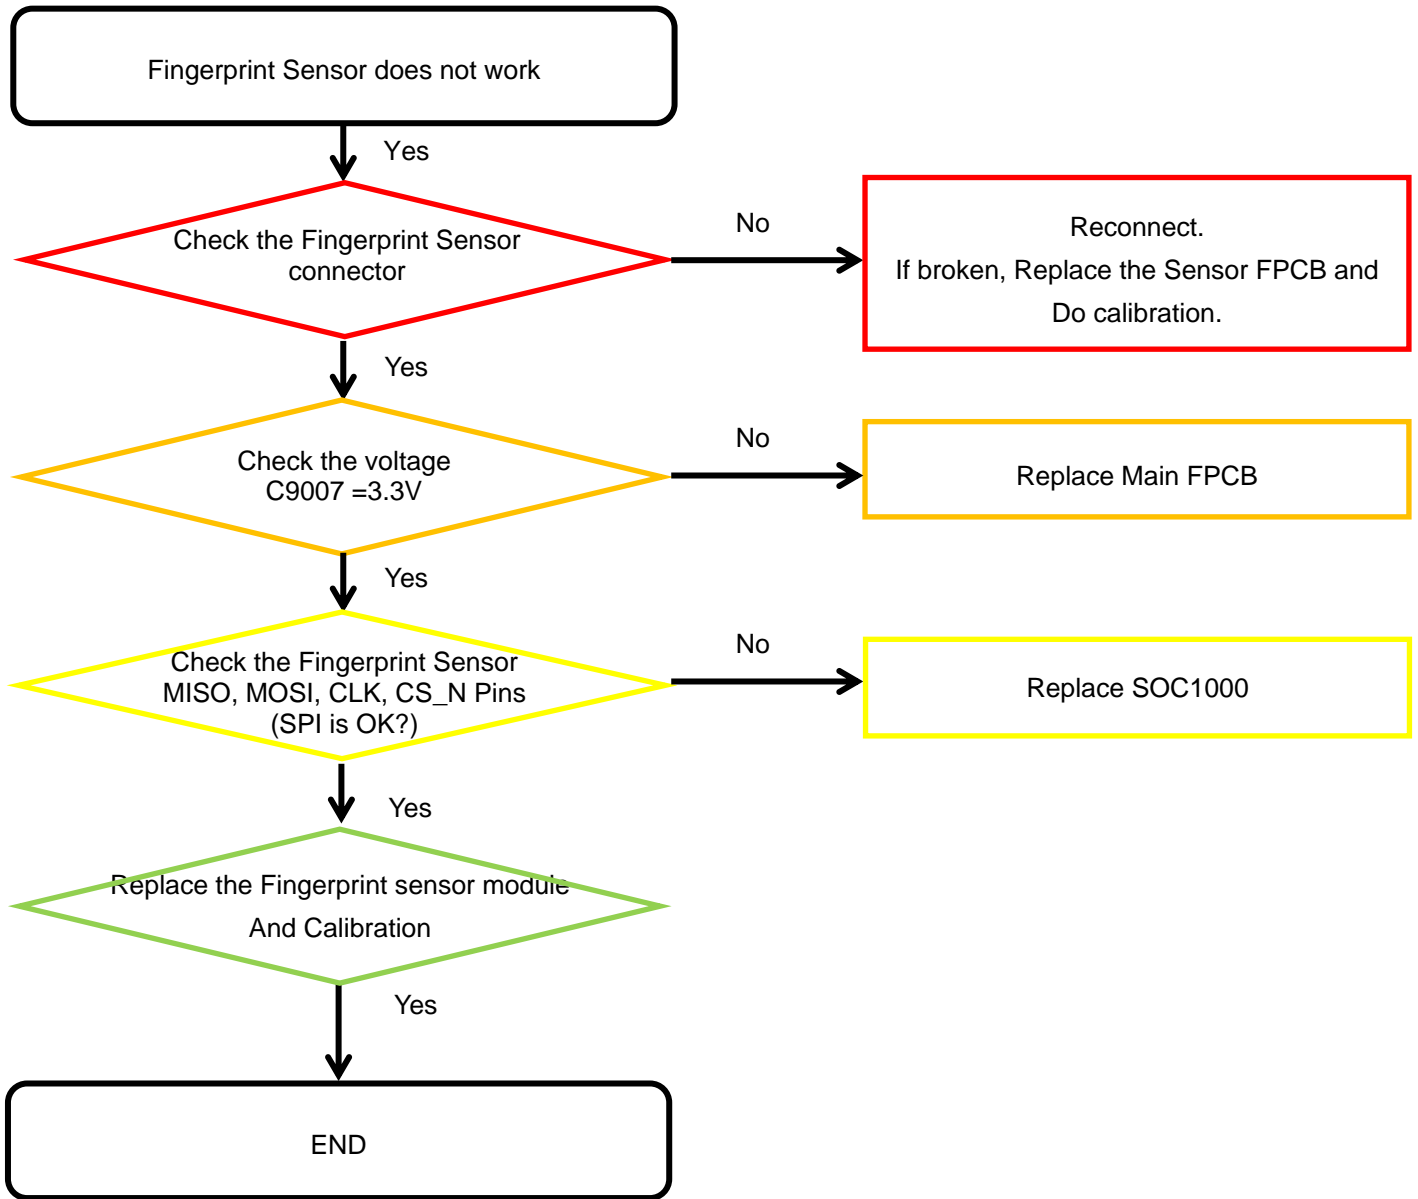 Fingerprint Sensor does not work
Yes
Check the Fingerprint Sensor
connector
No
Reconnect.
If broken, Replace the Sensor FPCB and
Do calibration.
Yes
Check the voltage
C9007 =3.3V
No
Replace Main FPCB
Yes
Check the Fingerprint Sensor
MISO, MOSI, CLK, CS_N Pins
(SPI is OK?)
No
Replace SOC1000
Yes
Replace the Fingerprint sensor module
And Calibration
Yes
END